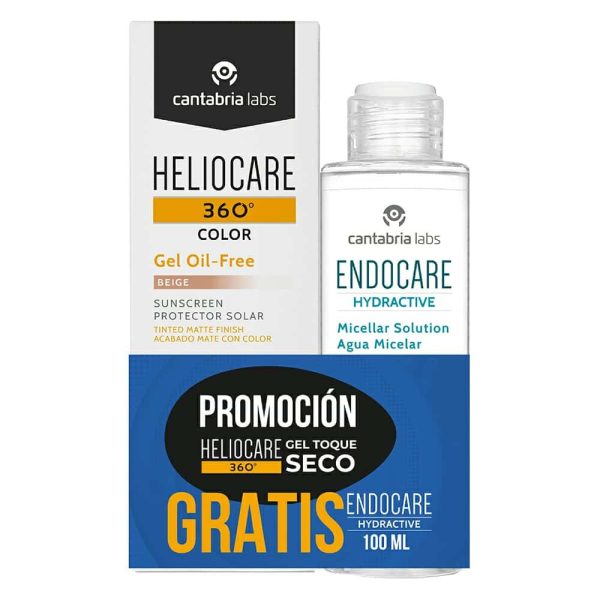 cantabria labs
HELIOCARE
360°
COLOR
Gel Oil-Free
BEIGE
SUNSCREEN
PROTECTOR SOLAR
TINTED MATTE FINISH
ACABADO MATE CON COLOR
cantabria labs
ENDOCARE
HYDRACTIVE
Micellar Solution
Agua Micelar
PROMOCIÓN
HELIOCARE
360°
GEL TOQUE
SECO
GRATIS
ENDOCARE
HYDRACTIVE
100 ML